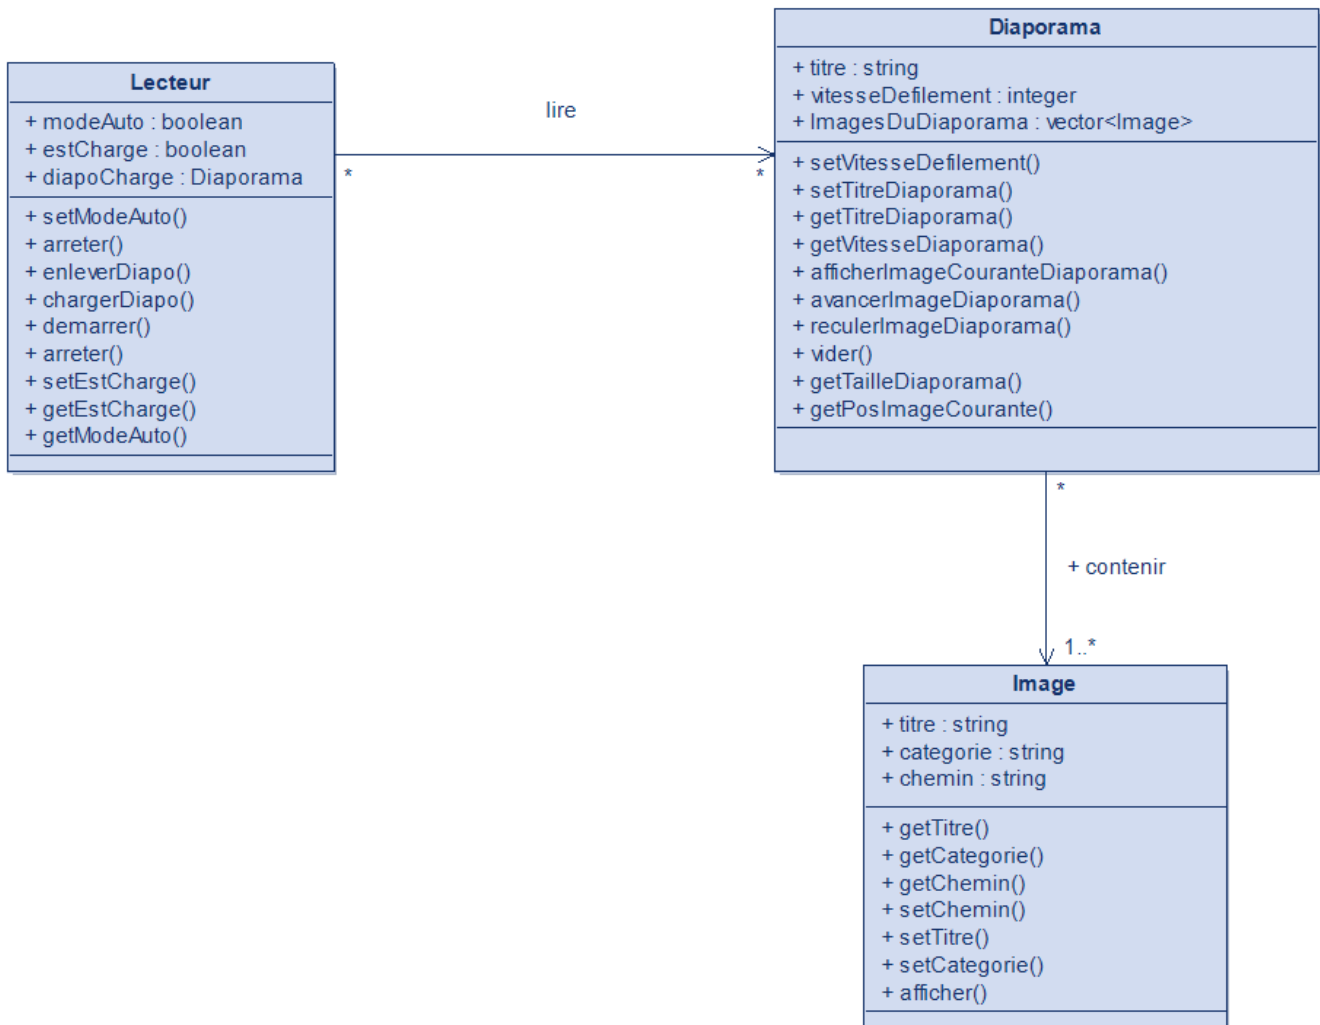 Lecteur
+ modeAuto : boolean
+ estCharge : boolean
+ diapoCharge : Diaporama
+ setModeAuto()
+ arreter()
+ enleverDiapo()
+ chargerDiapo()
+ demarrer()
+ arreter()
+ setEstCharge()
+ getEstCharge()
+ getModeAuto()
lire
*
*
Diaporama
+ titre : string
+ vitesseDefilement : integer
+ ImagesDuDiaporama : vector<Image>
+ setVitesseDefilement()
+ setTitreDiaporama()
+ getTitreDiaporama()
+ getVitesseDiaporama()
+ afficherImageCouranteDiaporama()
+ avancerImageDiaporama()
+ reculerImageDiaporama()
+ vider()
+ getTailleDiaporama()
+ getPosImageCourante()
*
+ contenir
1..*
Image
+ titre : string
+ categorie : string
+ chemin : string
+ getTitre()
+ getCategorie()
+ getChemin()
+ setChemin()
+ setTitre()
+ setCategorie()
+ afficher()